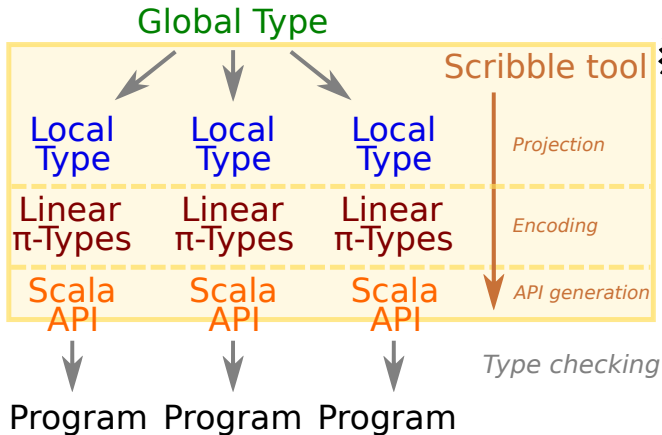 Global Type
Scribble tool
Local Type Local Type Local Type
Projection
Linear π-Types Linear π-Types Linear π-Types
Encoding
Scala API Scala API Scala API
API generation
Type checking
Program Program Program